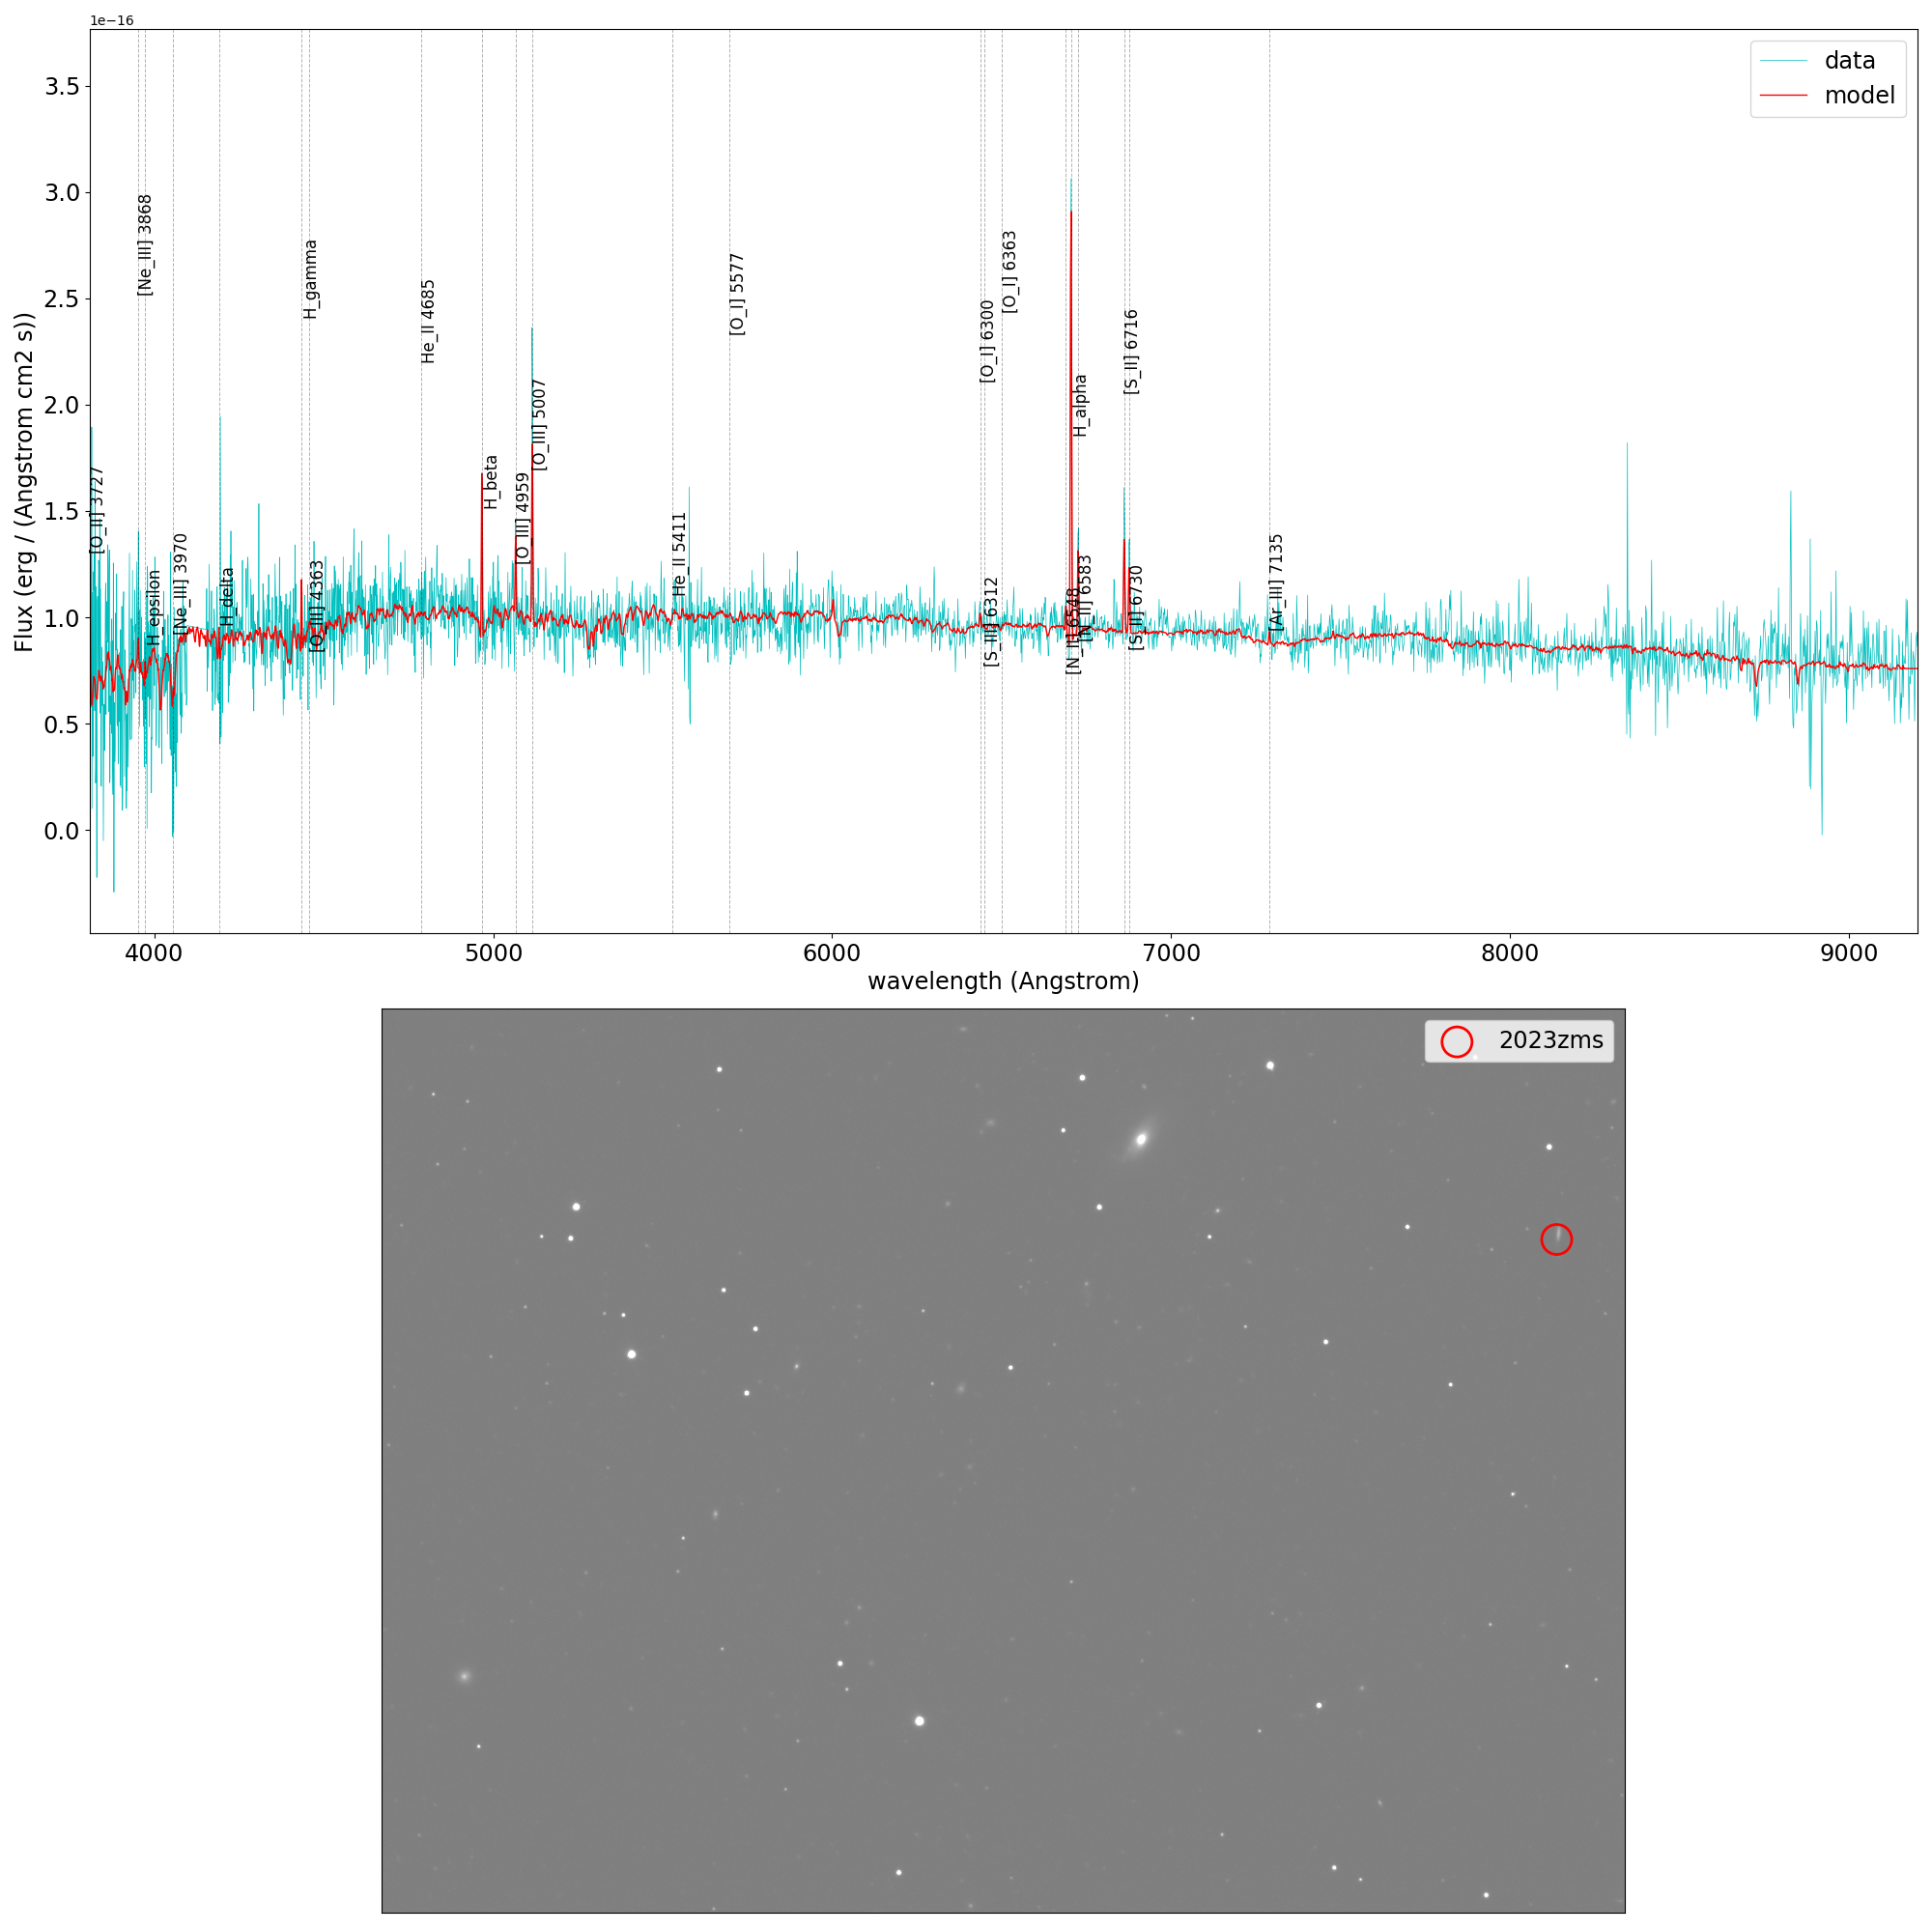 1e−16
data
model
3.5
3.0
2.5
2.0
1.5
1.0
0.5
0.0
Flux (erg / (Angstrom cm2 s))
[O_II] 3727
[Ne_III] 3868
H_epsilon
[Ne_III] 3970
H_delta
H_gamma
[O_III] 4363
He_II 4685
H_beta
[O_III] 4959
[O_III] 5007
He_II 5411
[O_I] 5577
[O_I] 6300
[S_III] 6312
[O_I] 6363
[N_II] 6548
H_alpha
[N_II] 6583
[S_II] 6716
[S_II] 6730
[Ar_III] 7135
4000
5000
6000
7000
8000
9000
wavelength (Angstrom)
2023zms